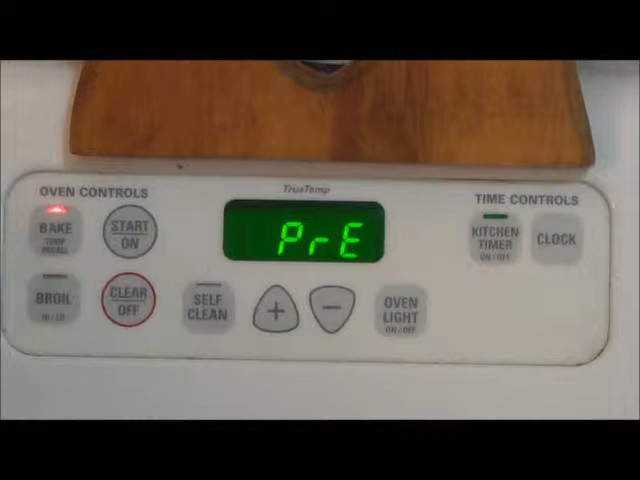 OVEN CONTROLS
TrueTemp
TIME CONTROLS
BAKE
TEMP
RECALL
START
ON
PrE
KITCHEN
TIMER
ON / OFF
CLOCK
BROIL
HI / LO
CLEAR
OFF
SELF
CLEAN
+
−
OVEN
LIGHT
ON / OFF